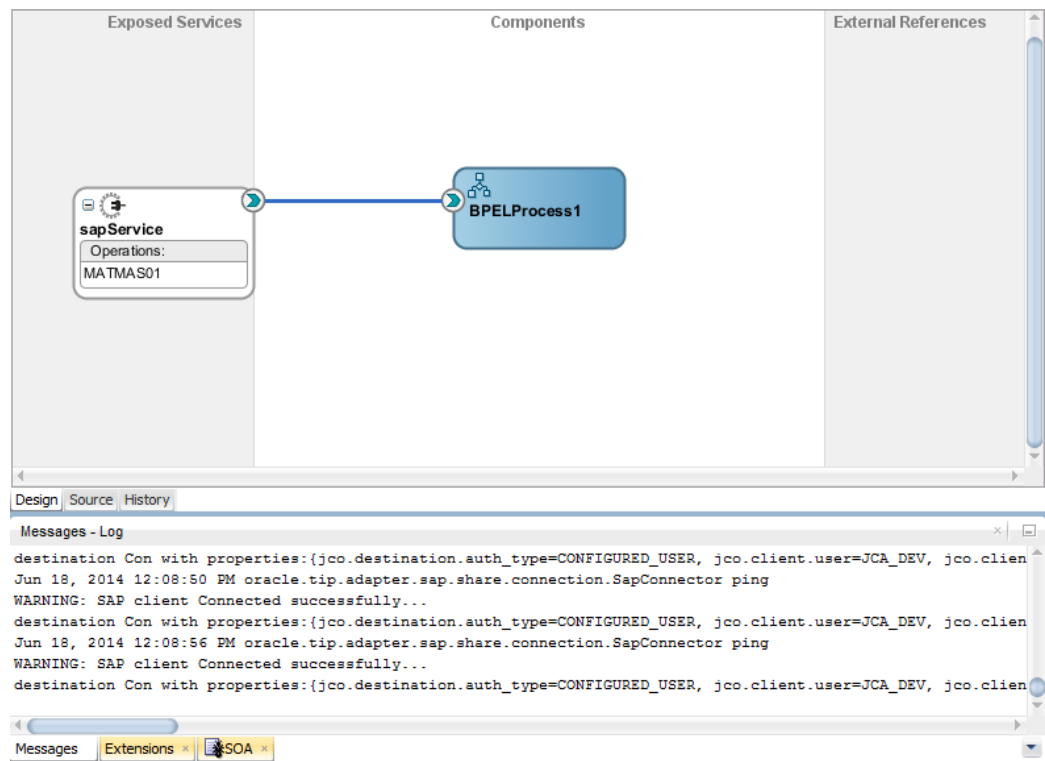 Exposed Services
Components
External References
sapService
Operations:
MATMAS01
BPELProcess1
Design Source History
Messages - Log
destination Con with properties:{jco.destination.auth_type=CONFIGURED_USER, jco.client.user=JCA_DEV, jco.clien
Jun 18, 2014 12:08:50 PM oracle.tip.adapter.sap.share.connection.SapConnector ping
WARNING: SAP client Connected successfully...
destination Con with properties:{jco.destination.auth_type=CONFIGURED_USER, jco.client.user=JCA_DEV, jco.clien
Jun 18, 2014 12:08:56 PM oracle.tip.adapter.sap.share.connection.SapConnector ping
WARNING: SAP client Connected successfully...
destination Con with properties:{jco.destination.auth_type=CONFIGURED_USER, jco.client.user=JCA_DEV, jco.clien
Messages Extensions SOA